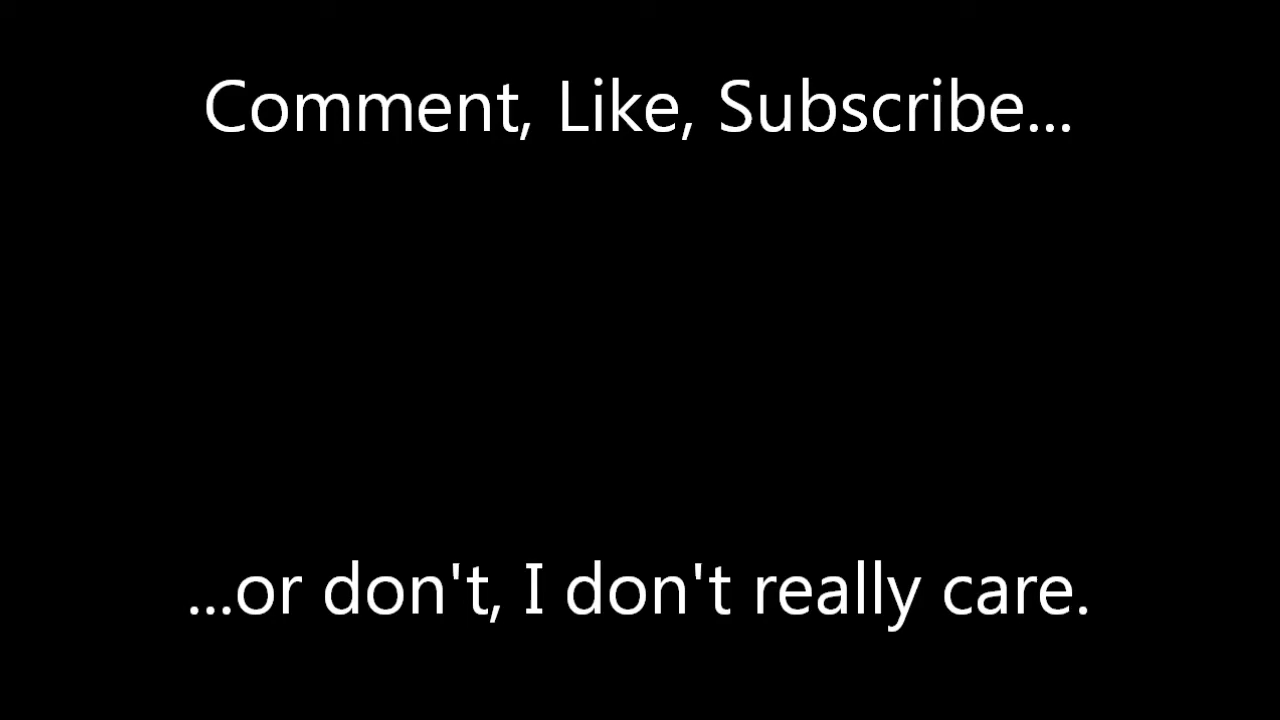 Comment, Like, Subscribe...
...or don't, I don't really care.